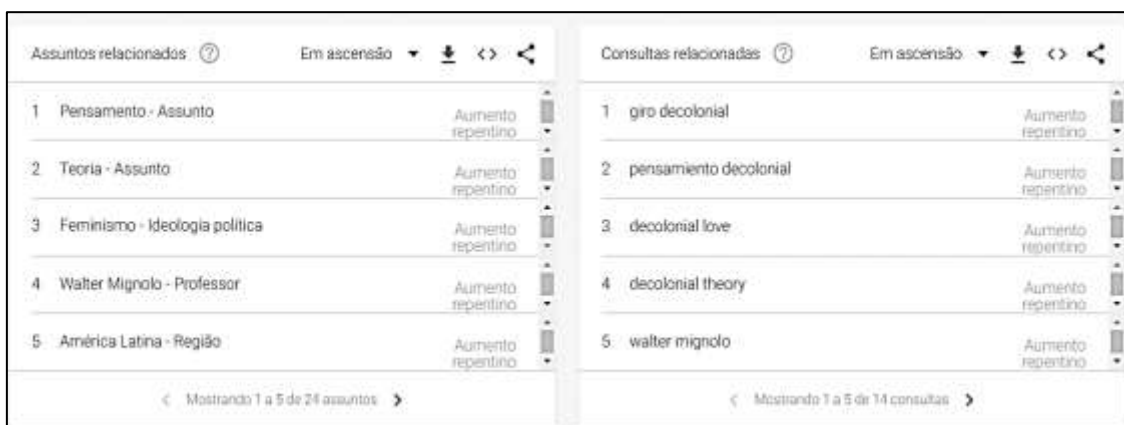 Assuntos relacionados ?
Em ascensão
1 Pensamento - Assunto
Aumento
repentino
2 Teoria - Assunto
Aumento
repentino
3 Feminismo - Ideologia política
Aumento
repentino
4 Walter Mignolo - Professor
Aumento
repentino
5 América Latina - Região
Aumento
repentino
Mostrando 1 a 5 de 24 assuntos
Consultas relacionadas ?
Em ascensão
1 giro decolonial
Aumento
repentino
2 pensamiento decolonial
Aumento
repentino
3 decolonial love
Aumento
repentino
4 decolonial theory
Aumento
repentino
5 walter mignolo
Aumento
repentino
Mostrando 1 a 5 de 14 consultas